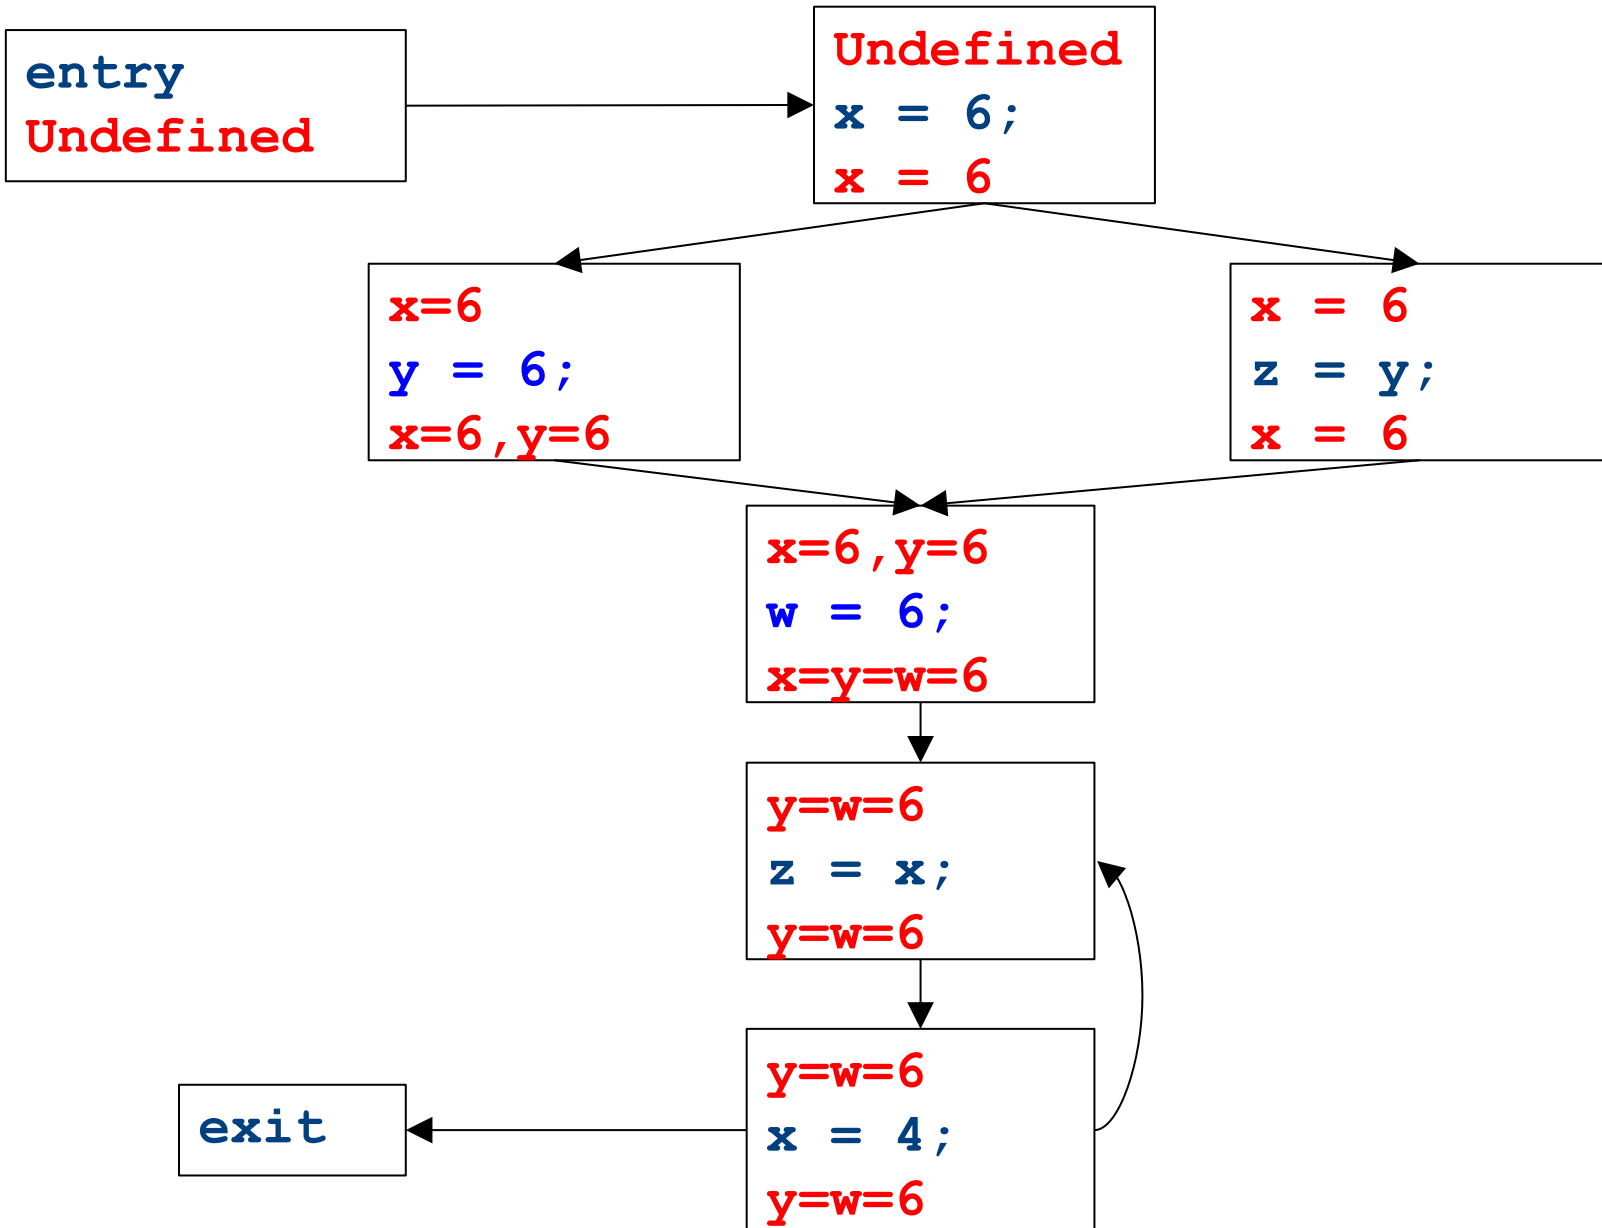 entry
Undefined
Undefined
x = 6;
x = 6
x=6
y = 6;
x=6,y=6
x = 6
z = y;
x = 6
x=6,y=6
w = 6;
x=y=w=6
y=w=6
z = x;
y=w=6
y=w=6
x = 4;
y=w=6
exit